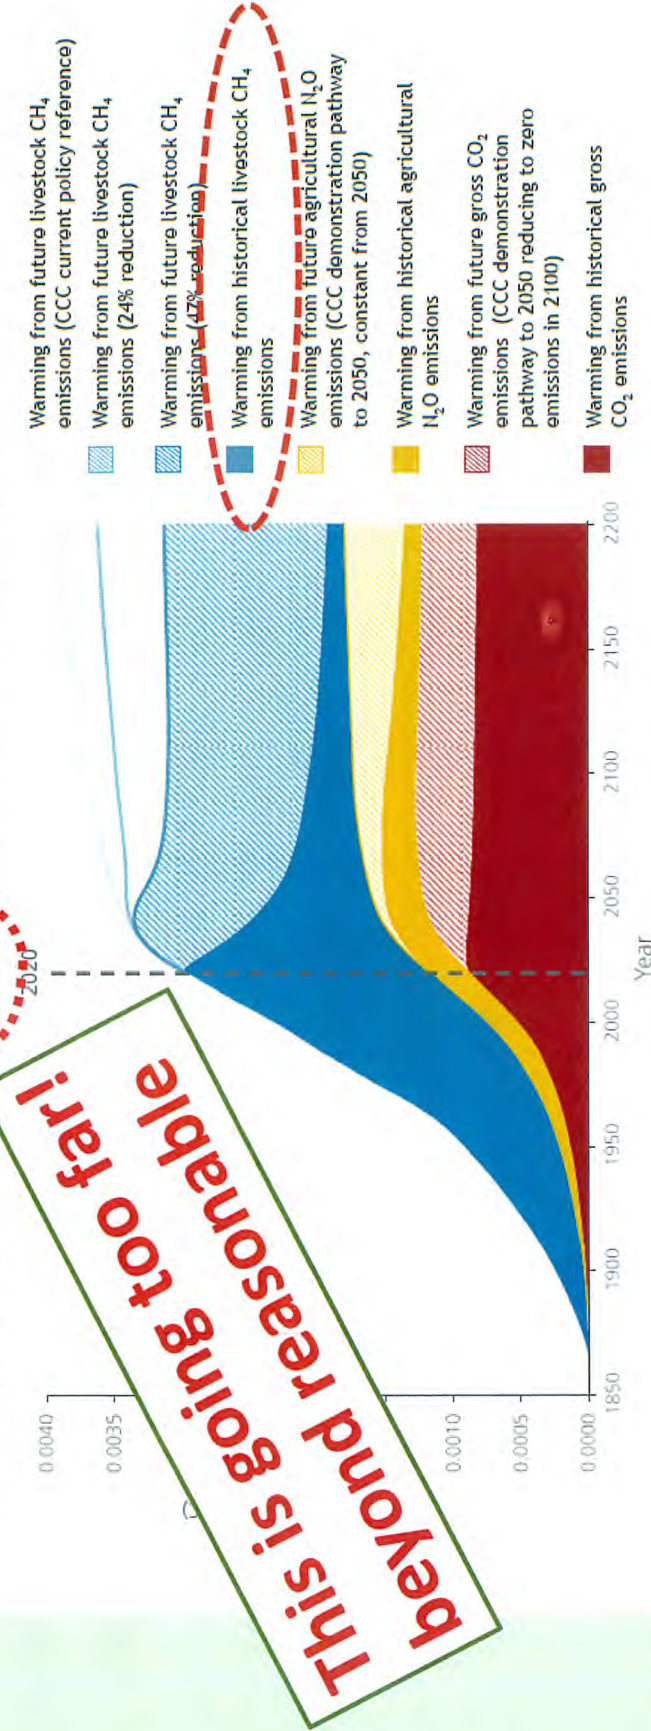 This is going too far!
beyond reasonable
2020
0.0040
0.0035
0.0010
0.0005
0.0000
1850
1900
1950
2000
2050
2100
2150
2200
Year
Warming from future livestock CH₄
emissions (CCC current policy reference)
Warming from future livestock CH₄
emissions (24% reduction)
Warming from future livestock CH₄
emissions (47% reduction)
Warming from historical livestock CH₄
emissions
Warming from future agricultural N₂O
emissions (CCC demonstration pathway
to 2050, constant from 2050)
Warming from historical agricultural
N₂O emissions
Warming from future gross CO₂
emissions (CCC demonstration
pathway to 2050 reducing to zero
emissions in 2100)
Warming from historical gross
CO₂ emissions